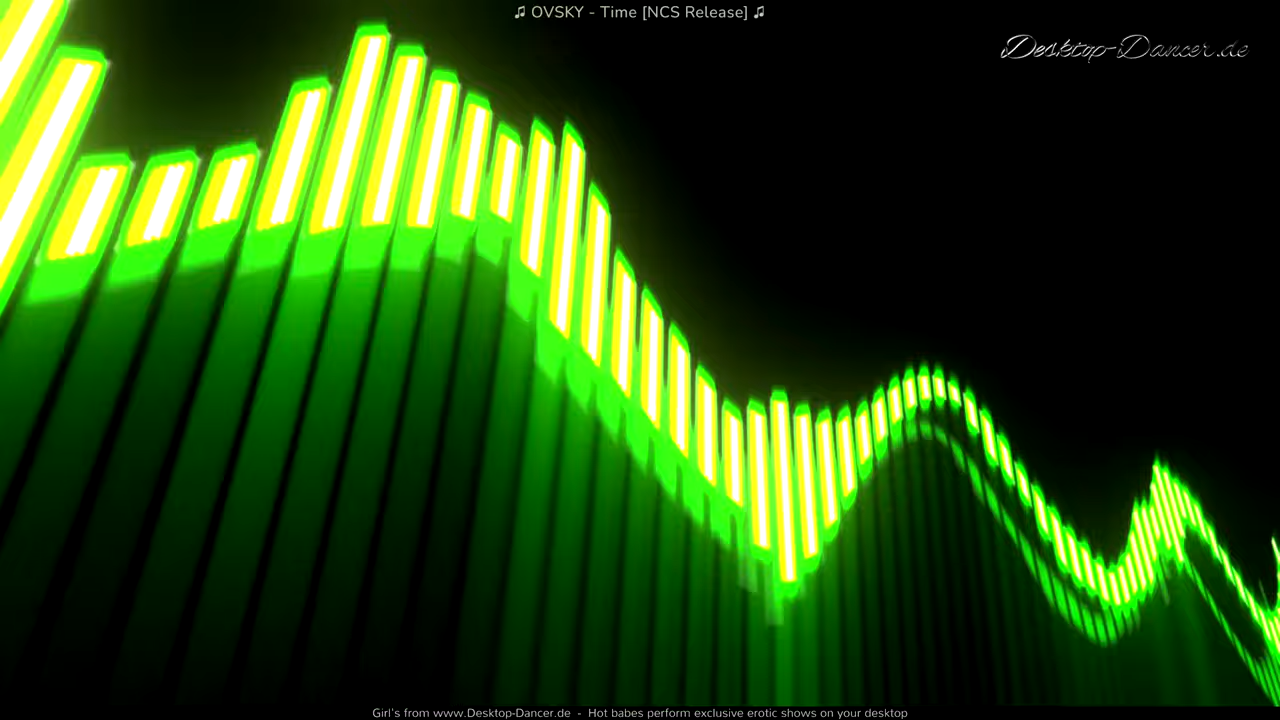 ♫ OVSKY - Time [NCS Release] ♫
Desktop-Dancer.de
Girl's from www.Desktop-Dancer.de - Hot babes perform exclusive erotic shows on your desktop